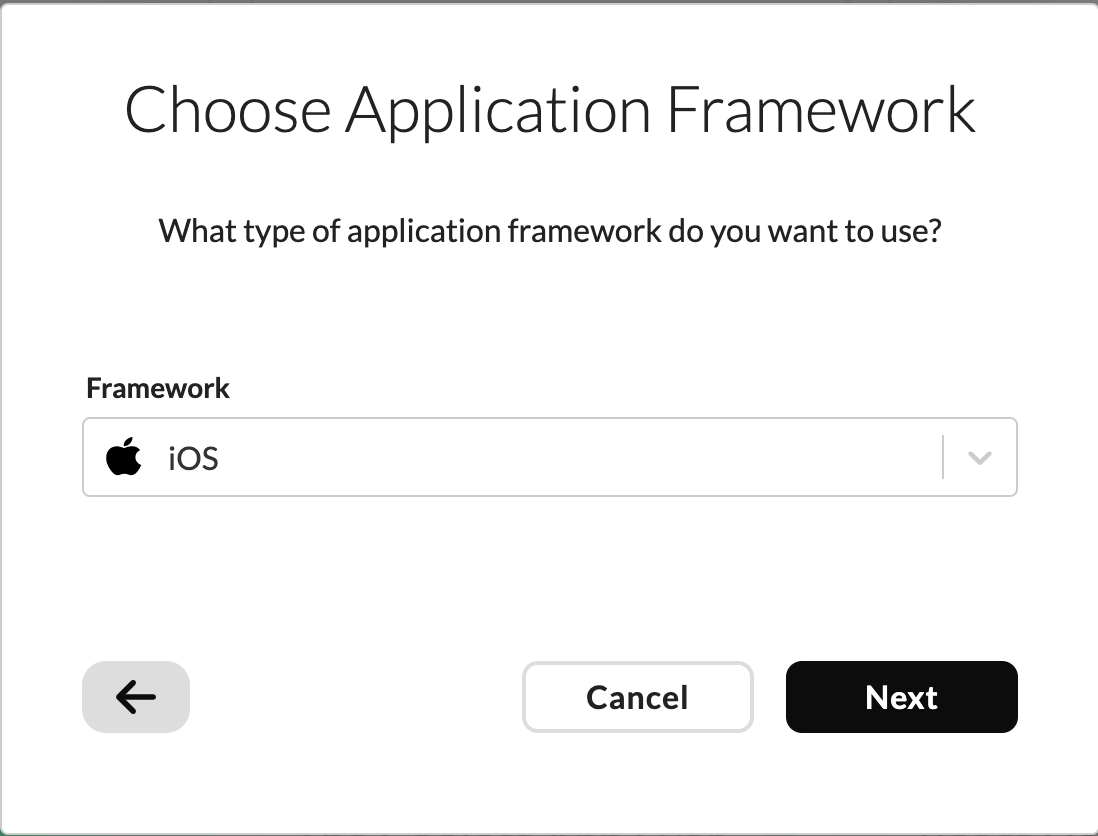 Choose Application Framework
What type of application framework do you want to use?
Framework
iOS
Cancel
Next